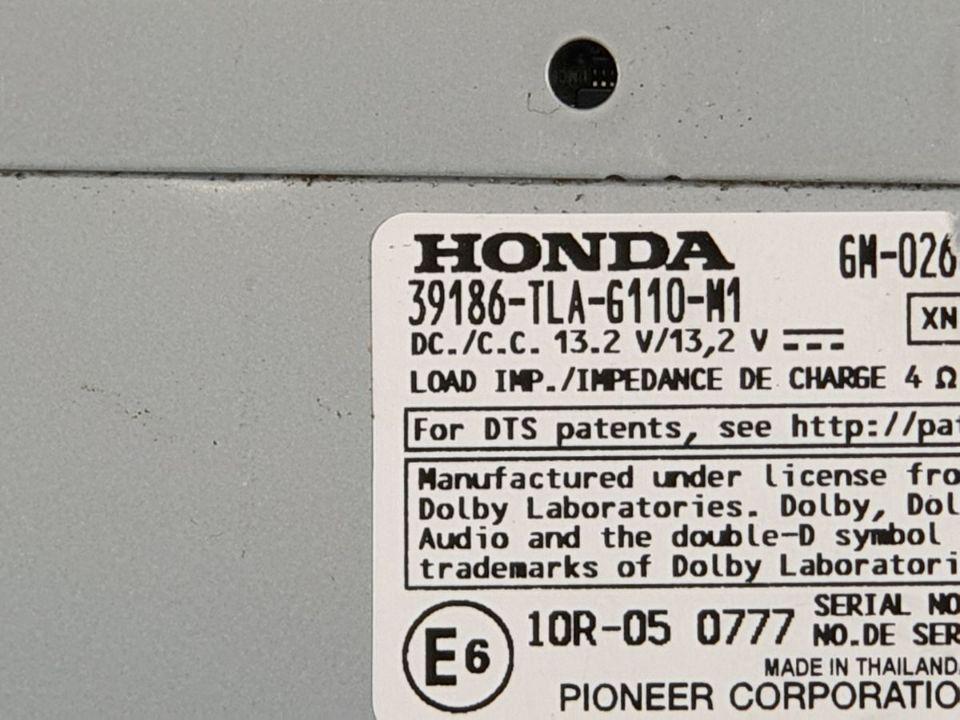 HONDA
GM-026
39186-TLA-G110-M1
XN
DC./C.C. 13.2 V/13,2 V
LOAD IMP./IMPEDANCE DE CHARGE 4 Ω
For DTS patents, see http://pat
Manufactured under license fro
Dolby Laboratories. Dolby, Dol
Audio and the double-D symbol
trademarks of Dolby Laboratori
E6
10R-05 0777
SERIAL NO
NO.DE SER
MADE IN THAILAND
PIONEER CORPORATIO